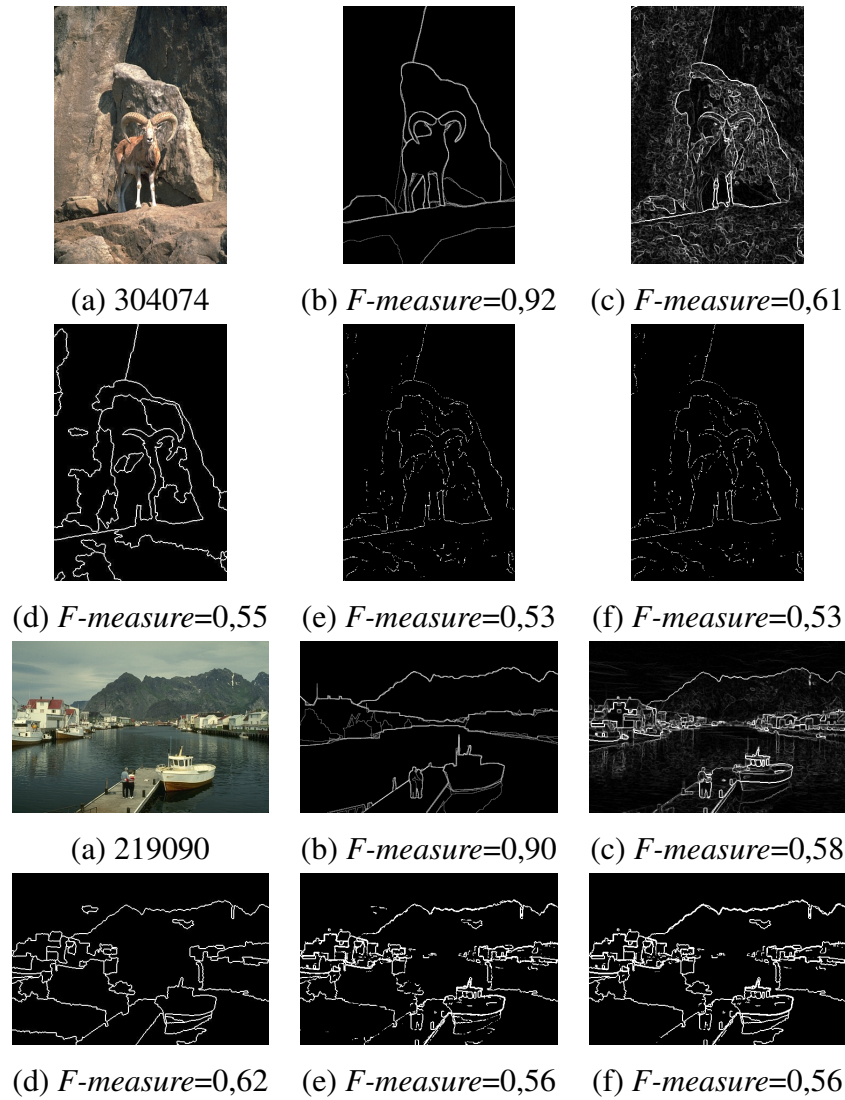 (a) 304074 (b) F-measure=0,92 (c) F-measure=0,61
(d) F-measure=0,55 (e) F-measure=0,53 (f) F-measure=0,53
(a) 219090 (b) F-measure=0,90 (c) F-measure=0,58
(d) F-measure=0,62 (e) F-measure=0,56 (f) F-measure=0,56